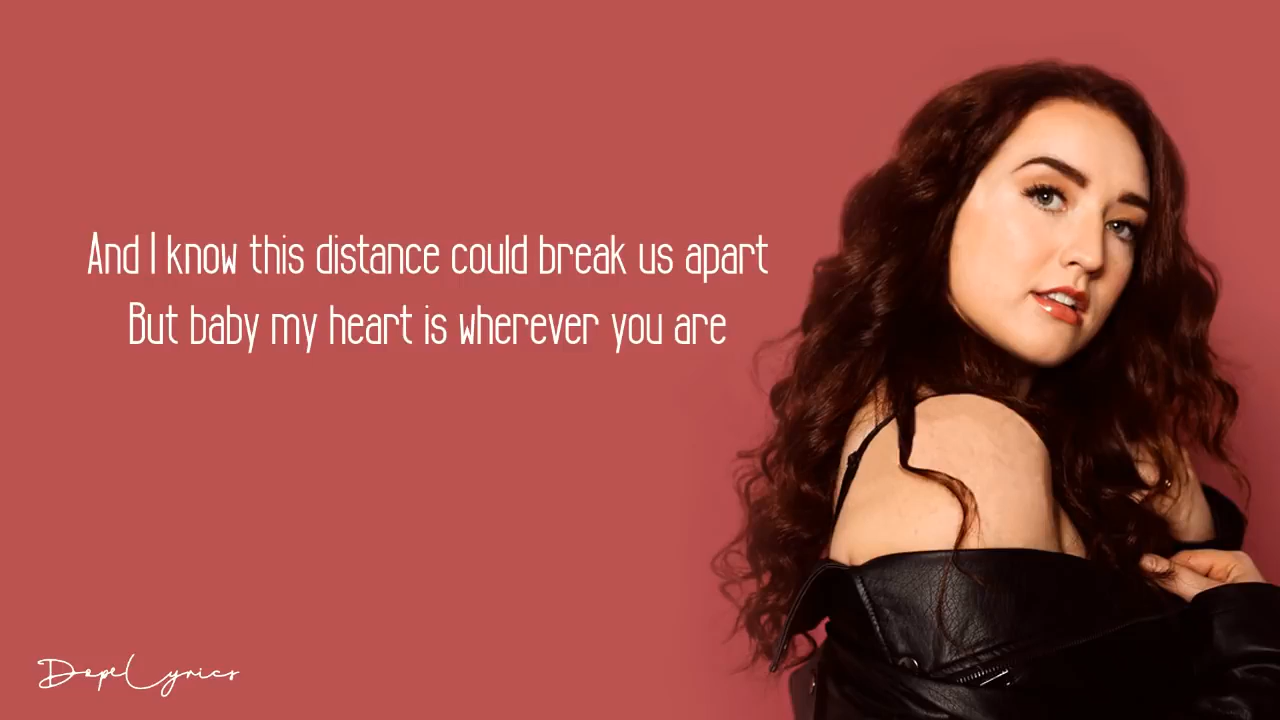 And I know this distance could break us apart
But baby my heart is wherever you are
DopeLyrics